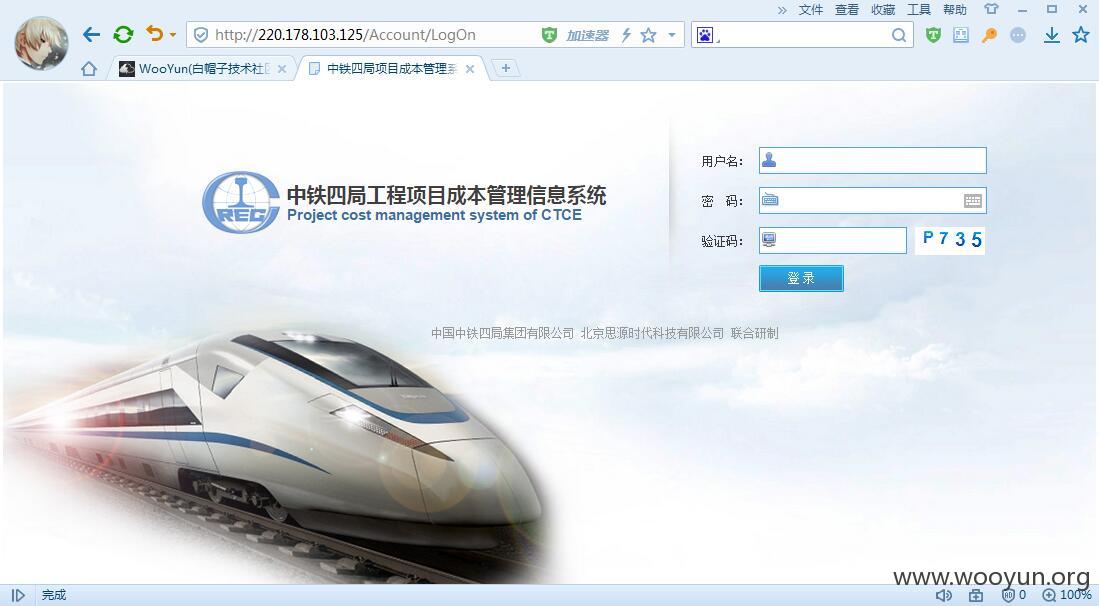 » 文件 查看 收藏 工具 帮助
http://220.178.103.125/Account/LogOn
加速器
WooYun(白帽子技术社
中铁四局项目成本管理系
中铁四局工程项目成本管理信息系统
Project cost management system of CTCE
CREC
用户名:
密 码:
验证码:
P 7 3 5
登 录
中国中铁四局集团有限公司 北京思源时代科技有限公司 联合研制
www.wooyun.org
完成
0
100%